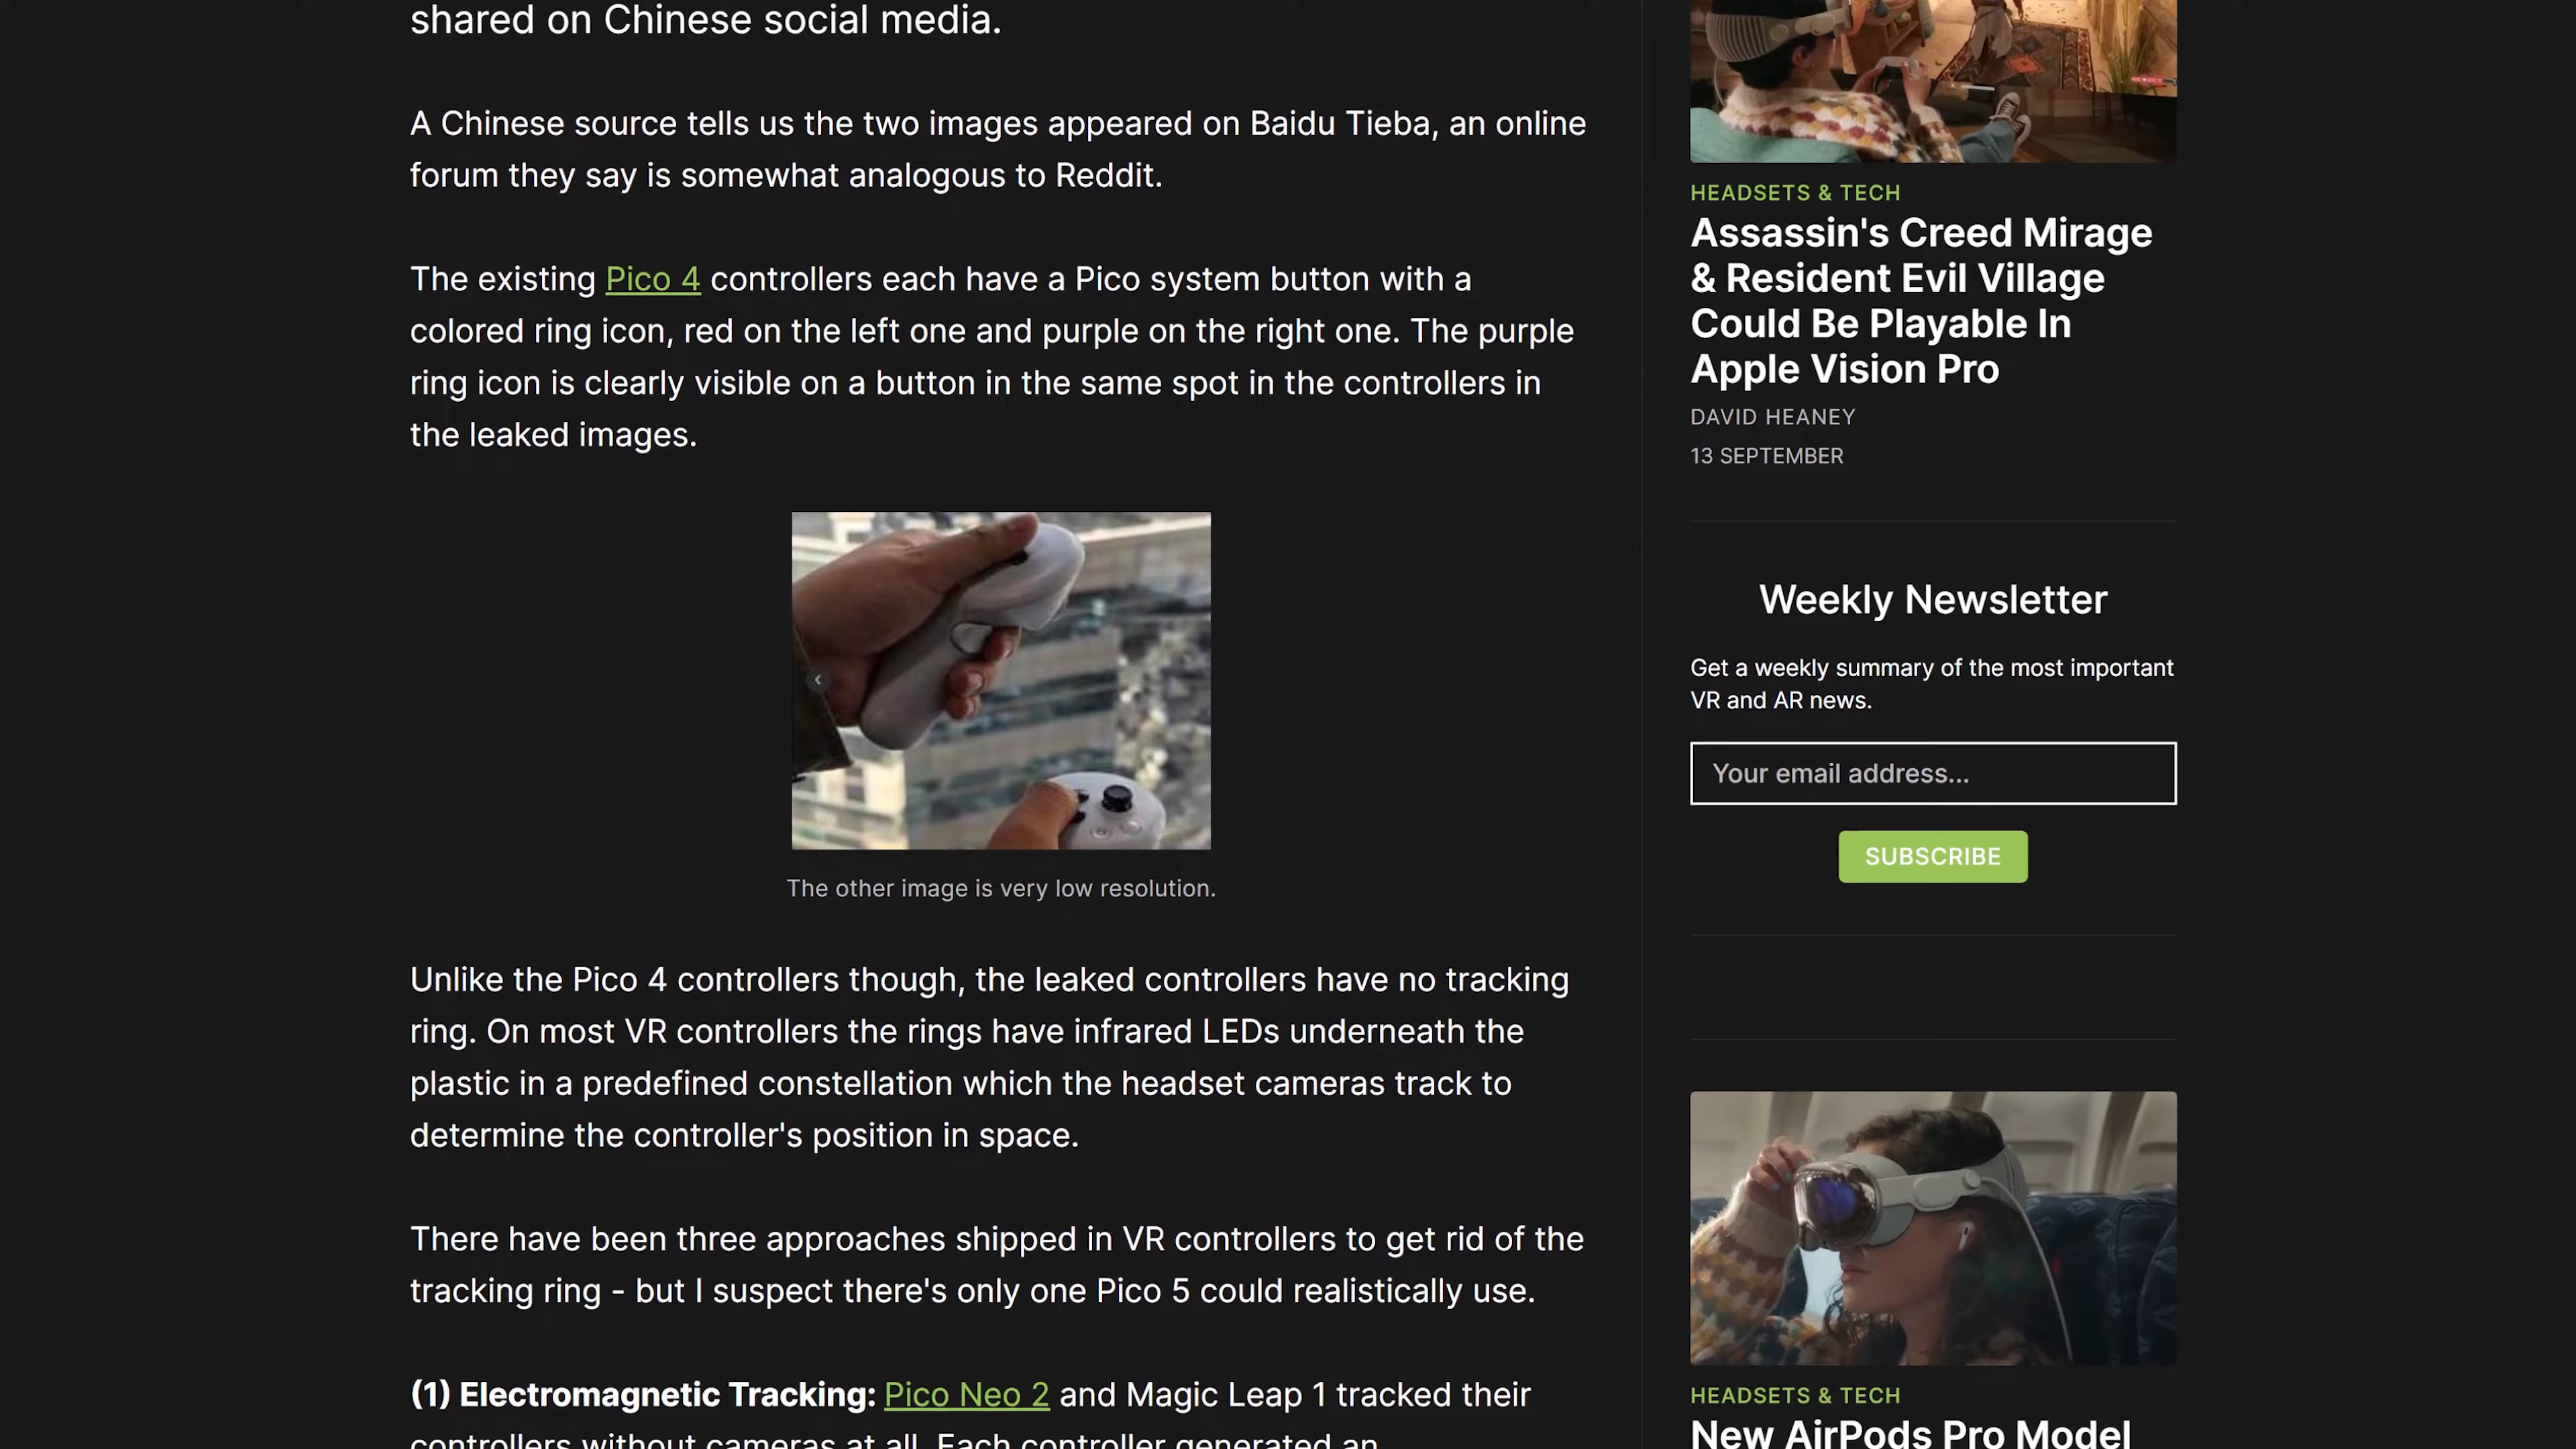 shared on Chinese social media.
A Chinese source tells us the two images appeared on Baidu Tieba, an online
forum they say is somewhat analogous to Reddit.
The existing Pico 4 controllers each have a Pico system button with a
colored ring icon, red on the left one and purple on the right one. The purple
ring icon is clearly visible on a button in the same spot in the controllers in
the leaked images.
The other image is very low resolution.
Unlike the Pico 4 controllers though, the leaked controllers have no tracking
ring. On most VR controllers the rings have infrared LEDs underneath the
plastic in a predefined constellation which the headset cameras track to
determine the controller's position in space.
There have been three approaches shipped in VR controllers to get rid of the
tracking ring - but I suspect there's only one Pico 5 could realistically use.
(1) Electromagnetic Tracking: Pico Neo 2 and Magic Leap 1 tracked their
controllers without cameras at all. Each controller generated an
HEADSETS & TECH
Assassin's Creed Mirage
& Resident Evil Village
Could Be Playable In
Apple Vision Pro
DAVID HEANEY
13 SEPTEMBER
Weekly Newsletter
Get a weekly summary of the most important
VR and AR news.
Your email address...
SUBSCRIBE
HEADSETS & TECH
New AirPods Pro Model